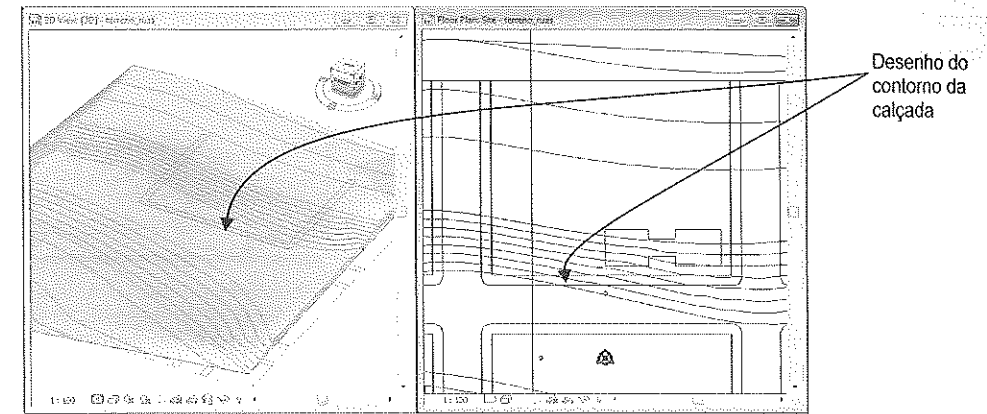 3D View: {3D} - terreno_ruas
Floor Plan: Site - terreno_ruas
Desenho do
contorno da
calçada
1:100
1:100